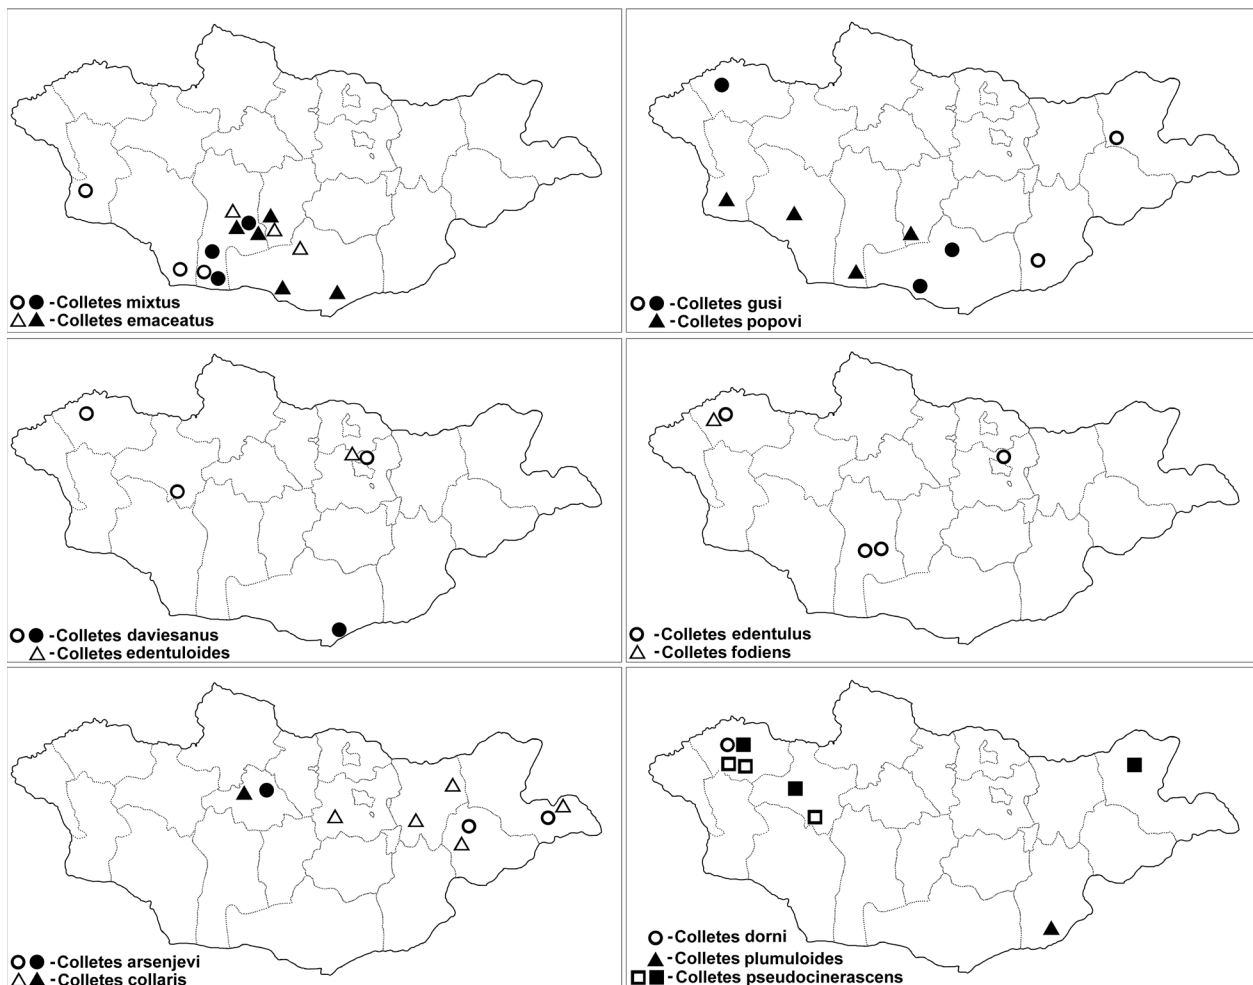 -Colletes mixtus
-Colletes emaceatus
-Colletes gusi
-Colletes popovi
-Colletes daviesanus
-Colletes edentuloides
-Colletes edentulus
-Colletes fodiens
-Colletes arsenjevi
-Colletes collaris
-Colletes dorni
-Colletes plumuloides
-Colletes pseudocinerascens